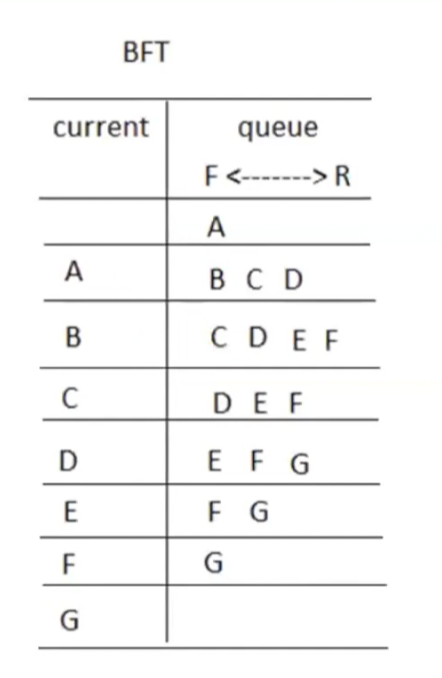 BFT
current queue
F <-------> R
A
A B C D
B C D E F
C D E F
D E F G
E F G
F G
G